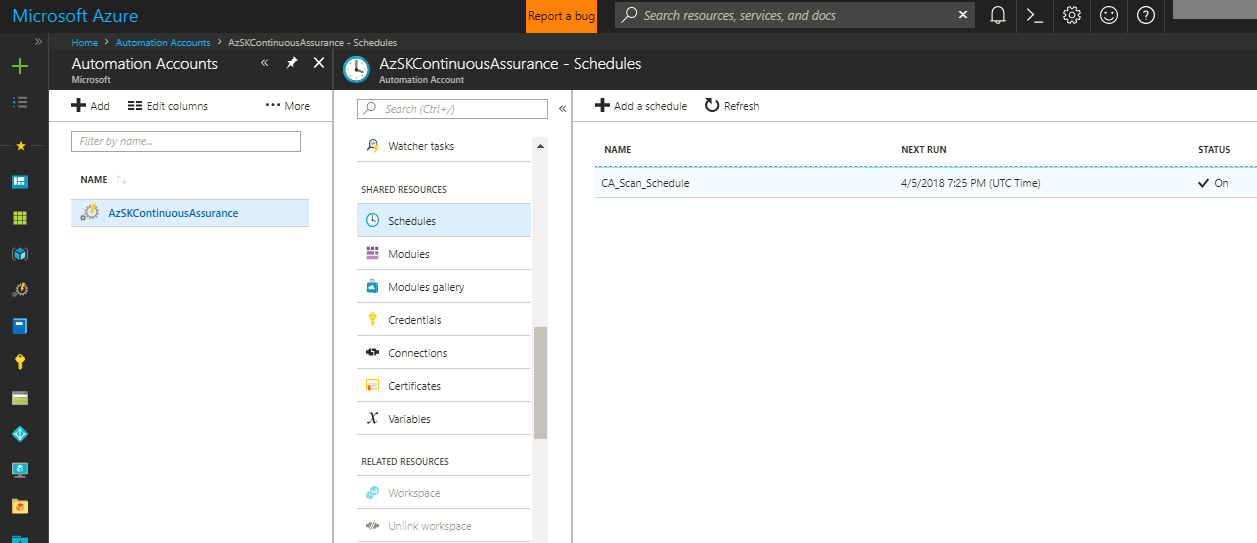 Microsoft Azure
Report a bug
Search resources, services, and docs
Home > Automation Accounts > AzSKContinuousAssurance - Schedules
Automation Accounts
Microsoft
Add Edit columns More
Filter by name...
NAME
AzSKContinuousAssurance
AzSKContinuousAssurance - Schedules
Automation Account
Search (Ctrl+/)
Watcher tasks
SHARED RESOURCES
Schedules
Modules
Modules gallery
Credentials
Connections
Certificates
Variables
RELATED RESOURCES
Workspace
Unlink workspace
Add a schedule Refresh
NAME NEXT RUN STATUS
CA_Scan_Schedule 4/5/2018 7:25 PM (UTC Time) On